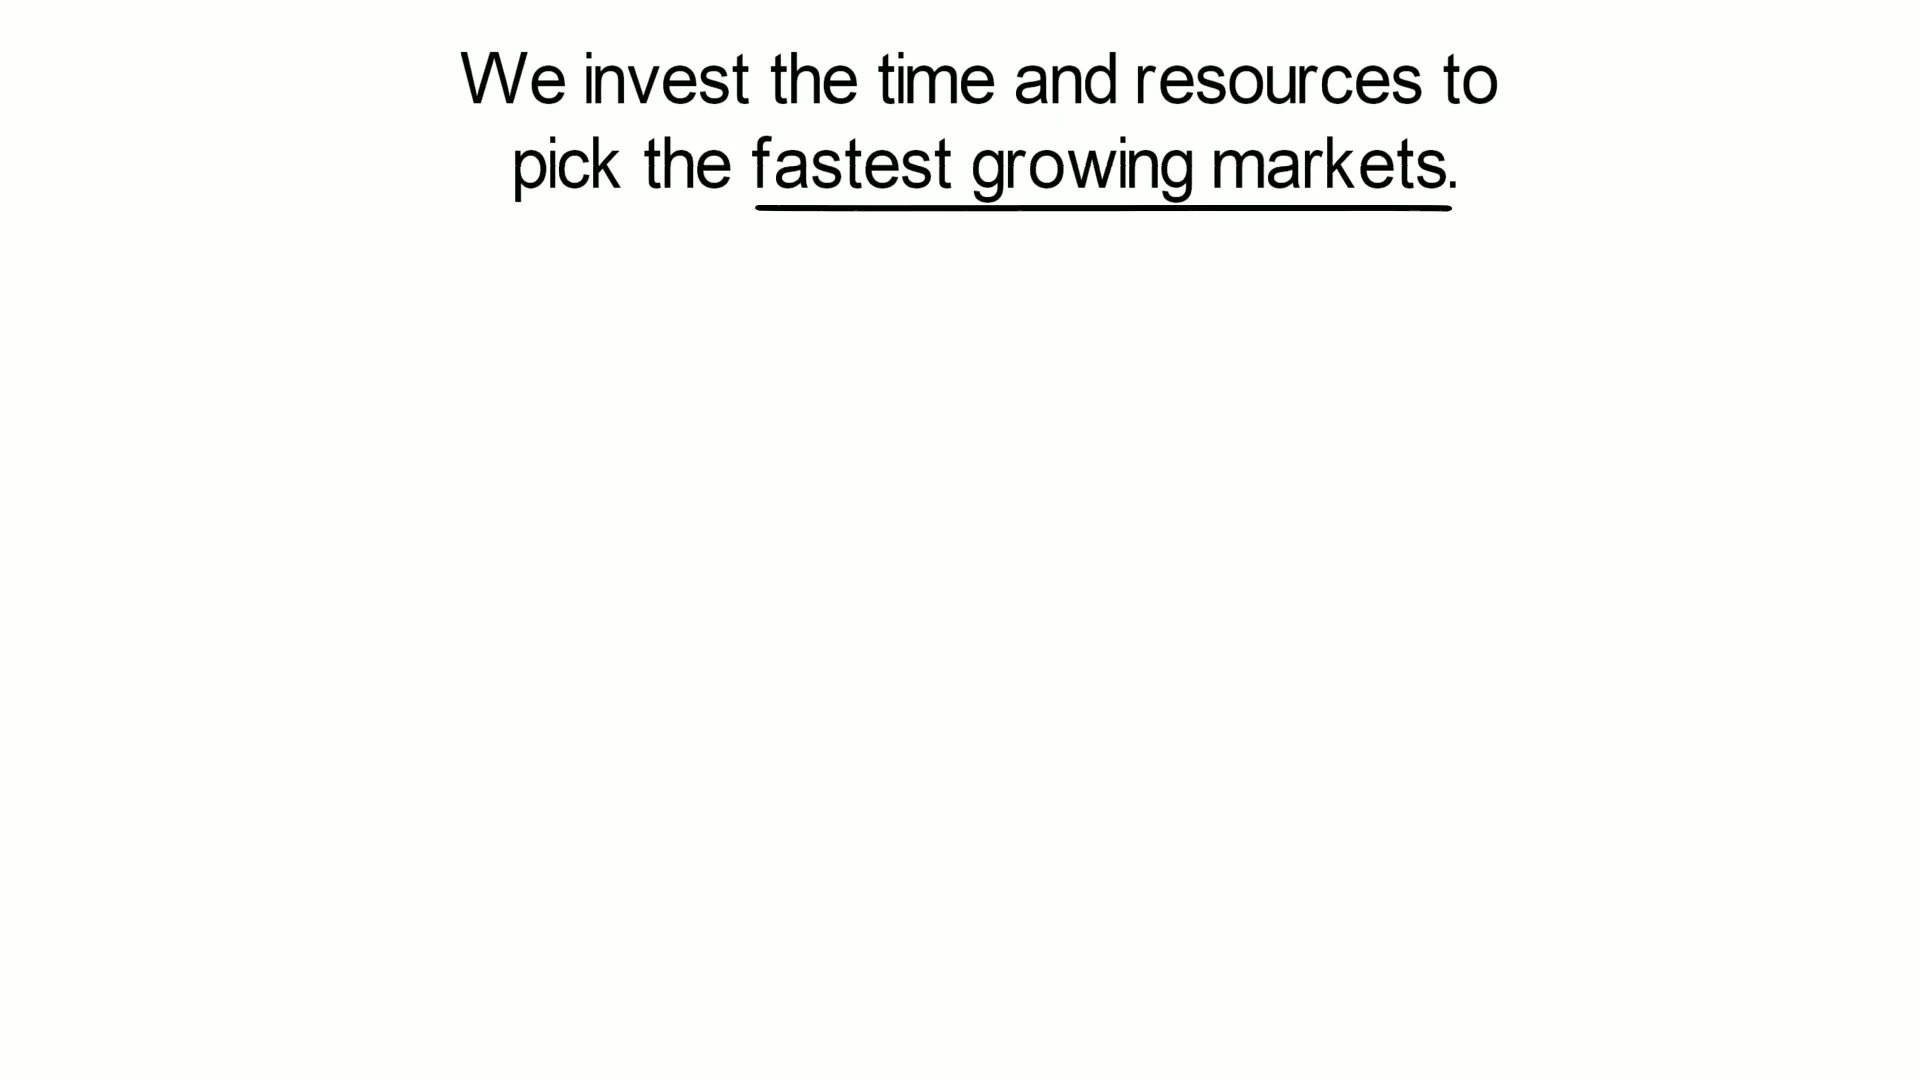 We invest the time and resources to
pick the fastest growing markets.